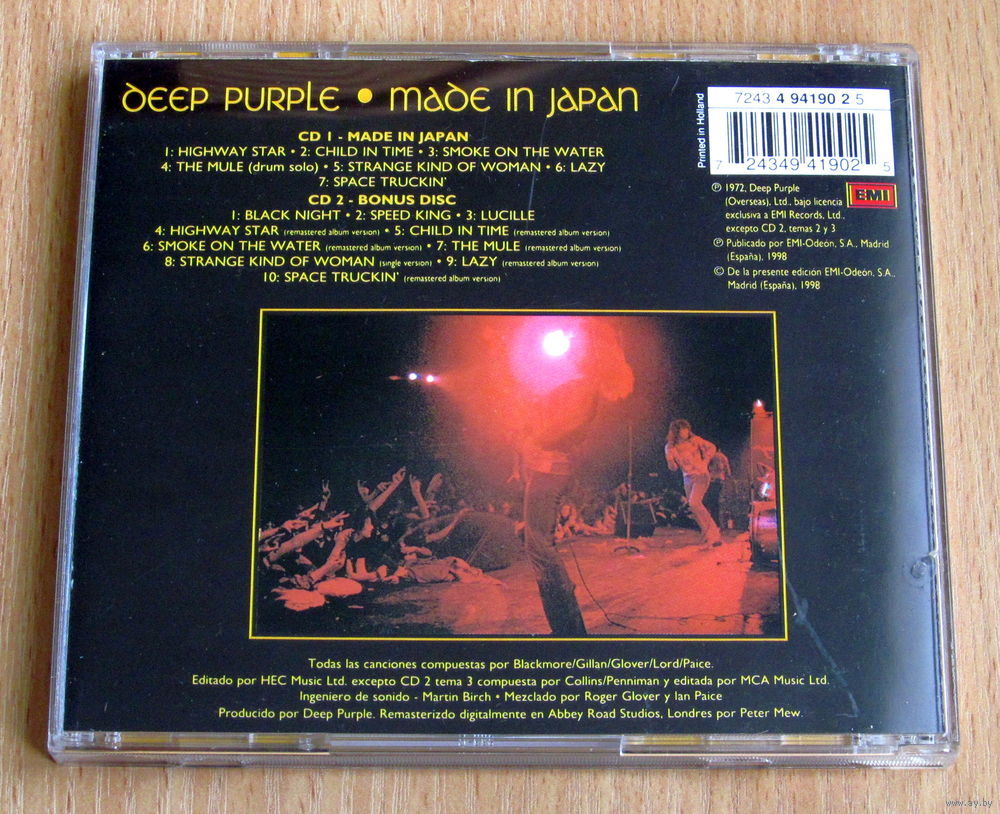 DEEP PURPLE • MADE IN JAPAN
CD 1 - MADE IN JAPAN
1: HIGHWAY STAR • 2: CHILD IN TIME • 3: SMOKE ON THE WATER
4: THE MULE (drum solo) • 5: STRANGE KIND OF WOMAN • 6: LAZY
7: SPACE TRUCKIN'
CD 2 - BONUS DISC
1: BLACK NIGHT • 2: SPEED KING • 3: LUCILLE
4: HIGHWAY STAR (remastered album version) • 5: CHILD IN TIME (remastered album version)
6: SMOKE ON THE WATER (remastered album version) • 7: THE MULE (remastered album version)
8: STRANGE KIND OF WOMAN (single version) • 9: LAZY (remastered album version)
10: SPACE TRUCKIN' (remastered album version)
Printed in Holland
7243 4 94190 2 5
7 24349 41902 5
℗ 1972, Deep Purple
(Overseas), Ltd., bajo licencia
exclusiva a EMI Records, Ltd.,
excepto CD 2, temas 2 y 3
EMI
℗ Publicado por EMI-Odeón, S.A., Madrid
(España), 1998
© De la presente edición EMI-Odeón, S.A.,
Madrid (España), 1998
Todas las canciones compuestas por Blackmore/Gillan/Glover/Lord/Paice.
Editado por HEC Music Ltd. excepto CD 2 tema 3 compuesta por Collins/Penniman y editada por MCA Music Ltd.
Ingeniero de sonido - Martin Birch • Mezclado por Roger Glover y Ian Paice
Producido por Deep Purple. Remasterizdo digitalmente en Abbey Road Studios, Londres por Peter Mew.
www.ay.by